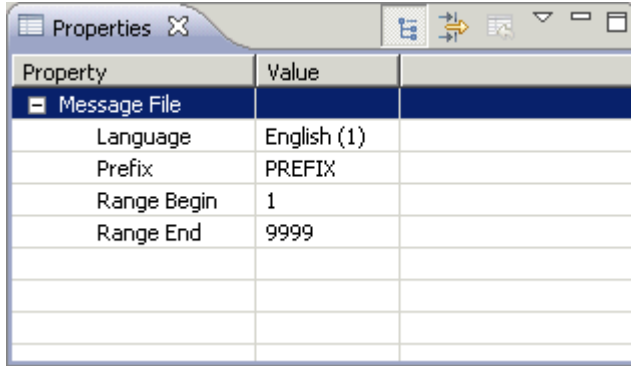 Properties
Property Value
Message File
Language English (1)
Prefix PREFIX
Range Begin 1
Range End 9999